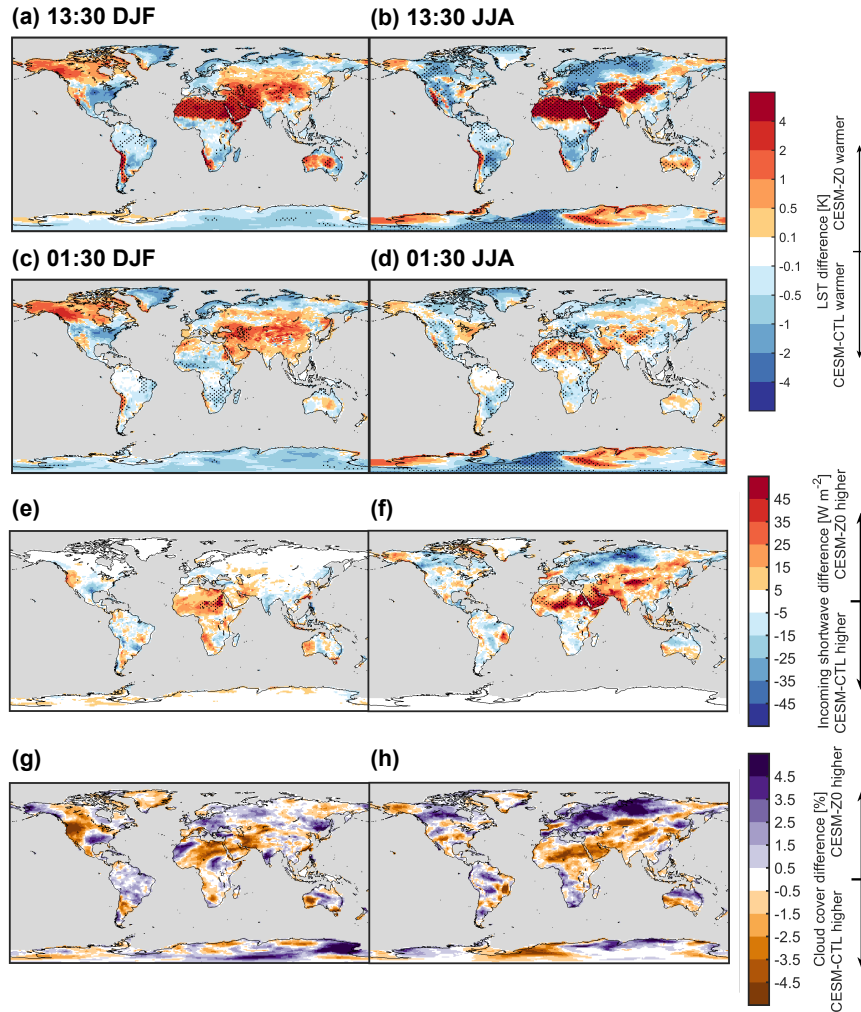 (a) 13:30 DJF
(b) 13:30 JJA
4
2
1
0.5
0.1
-0.1
-0.5
-1
-2
-4
LST difference [K]
CESM-CTL warmer
CESM-Z0 warmer
(c) 01:30 DJF
(d) 01:30 JJA
(e)
(f)
45
35
25
15
5
-5
-15
-25
-35
-45
Incoming shortwave difference [W m-2]
CESM-CTL higher
CESM-Z0 higher
(g)
(h)
4.5
3.5
2.5
1.5
0.5
-0.5
-1.5
-2.5
-3.5
-4.5
Cloud cover difference [%]
CESM-CTL higher
CESM-Z0 higher